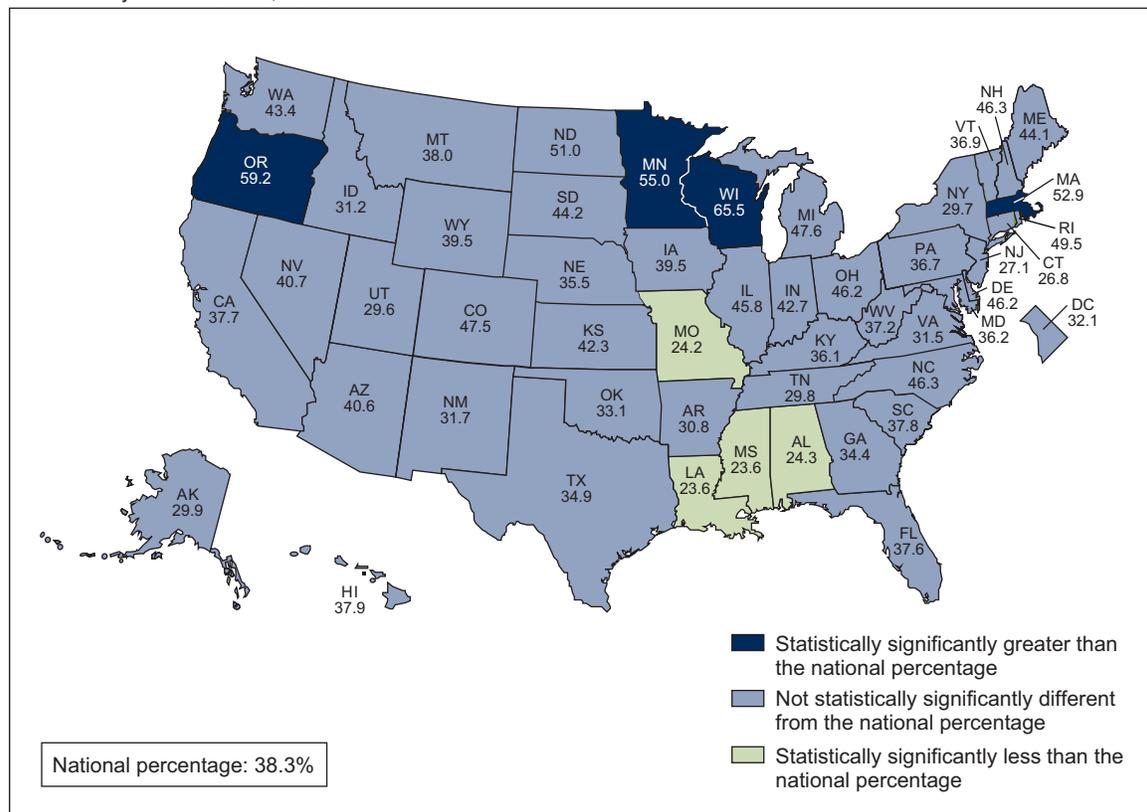 WA
43.4
OR
59.2
MT
38.0
ID
31.2
ND
51.0
MN
55.0
WI
65.5
SD
44.2
WY
39.5
MI
47.6
NH
46.3
VT
36.9
ME
44.1
NY
29.7
MA
52.9
RI
49.5
CT
26.8
NJ
27.1
PA
36.7
DE
46.2
MD
36.2
DC
32.1
NV
40.7
CA
37.7
UT
29.6
CO
47.5
NE
35.5
IA
39.5
IL
45.8
IN
42.7
OH
46.2
WV
37.2
VA
31.5
KS
42.3
MO
24.2
KY
36.1
NC
46.3
TN
29.8
SC
37.8
AZ
40.6
NM
31.7
OK
33.1
AR
30.8
MS
23.6
AL
24.3
GA
34.4
LA
23.6
TX
34.9
FL
37.6
AK
29.9
HI
37.9
Statistically significantly greater than
the national percentage
Not statistically significantly different
from the national percentage
Statistically significantly less than the
national percentage
National percentage: 38.3%